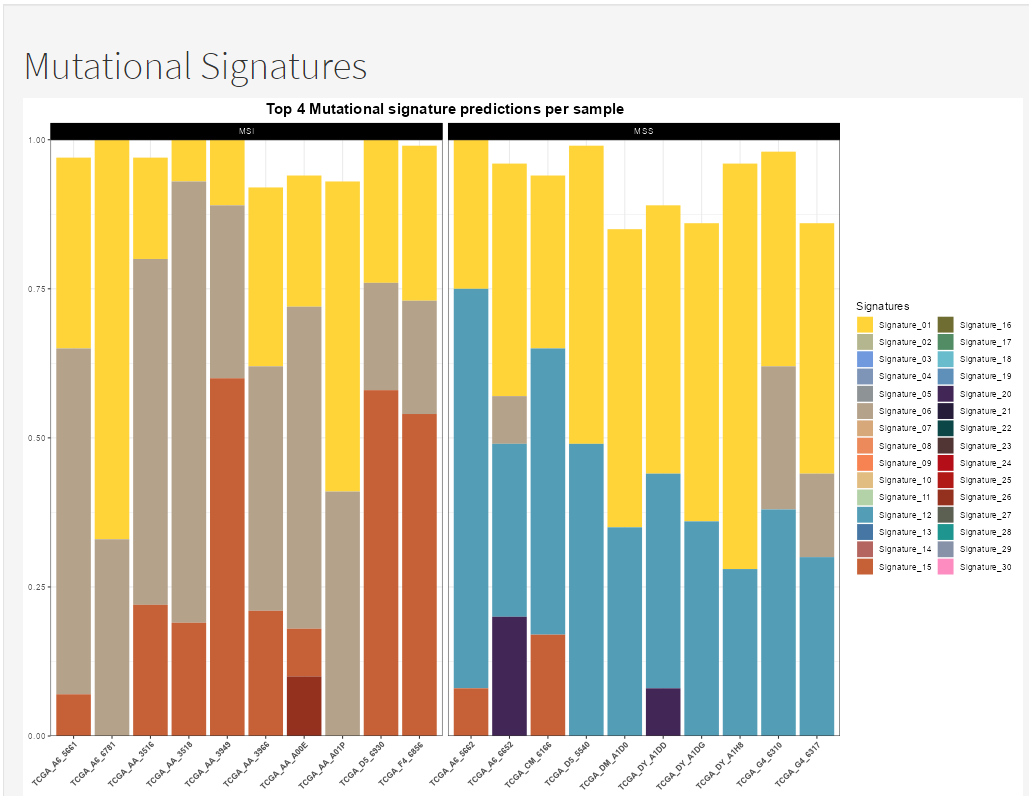 Mutational Signatures
Top 4 Mutational signature predictions per sample
MSI
MSS
1.00
0.75
0.50
0.25
0.00
TCGA_A6_5661
TCGA_A6_6781
TCGA_AA_3516
TCGA_AA_3518
TCGA_AA_3949
TCGA_AA_3966
TCGA_AA_A00E
TCGA_AA_A01P
TCGA_D5_6930
TCGA_F4_6856
TCGA_A6_5662
TCGA_A6_6652
TCGA_CM_6166
TCGA_D5_5540
TCGA_DM_A1D0
TCGA_DY_A1DD
TCGA_DY_A1DG
TCGA_DY_A1H8
TCGA_G4_6310
TCGA_G4_6317
Signatures
Signature_01
Signature_02
Signature_03
Signature_04
Signature_05
Signature_06
Signature_07
Signature_08
Signature_09
Signature_10
Signature_11
Signature_12
Signature_13
Signature_14
Signature_15
Signature_16
Signature_17
Signature_18
Signature_19
Signature_20
Signature_21
Signature_22
Signature_23
Signature_24
Signature_25
Signature_26
Signature_27
Signature_28
Signature_29
Signature_30